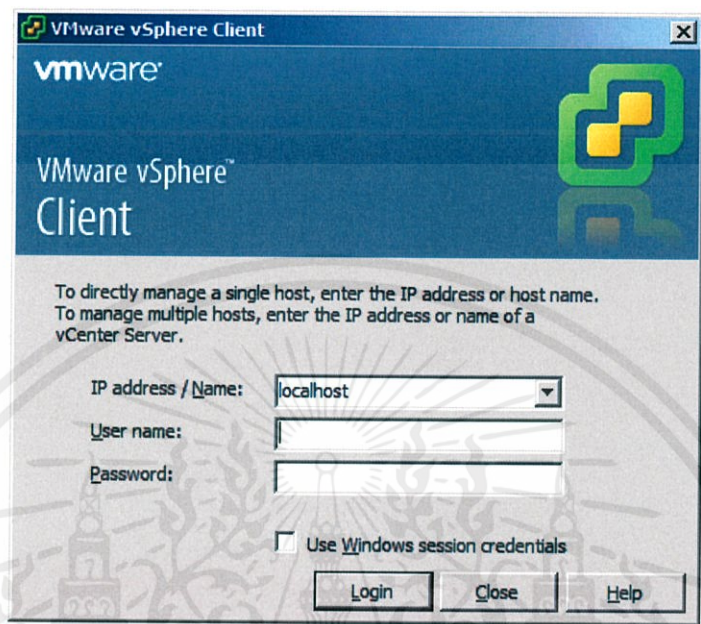 VMware vSphere Client
vmware
VMware vSphere™
Client
To directly manage a single host, enter the IP address or host name.
To manage multiple hosts, enter the IP address or name of a
vCenter Server.
IP address / Name: localhost
User name:
Password:
Use Windows session credentials
Login Close Help